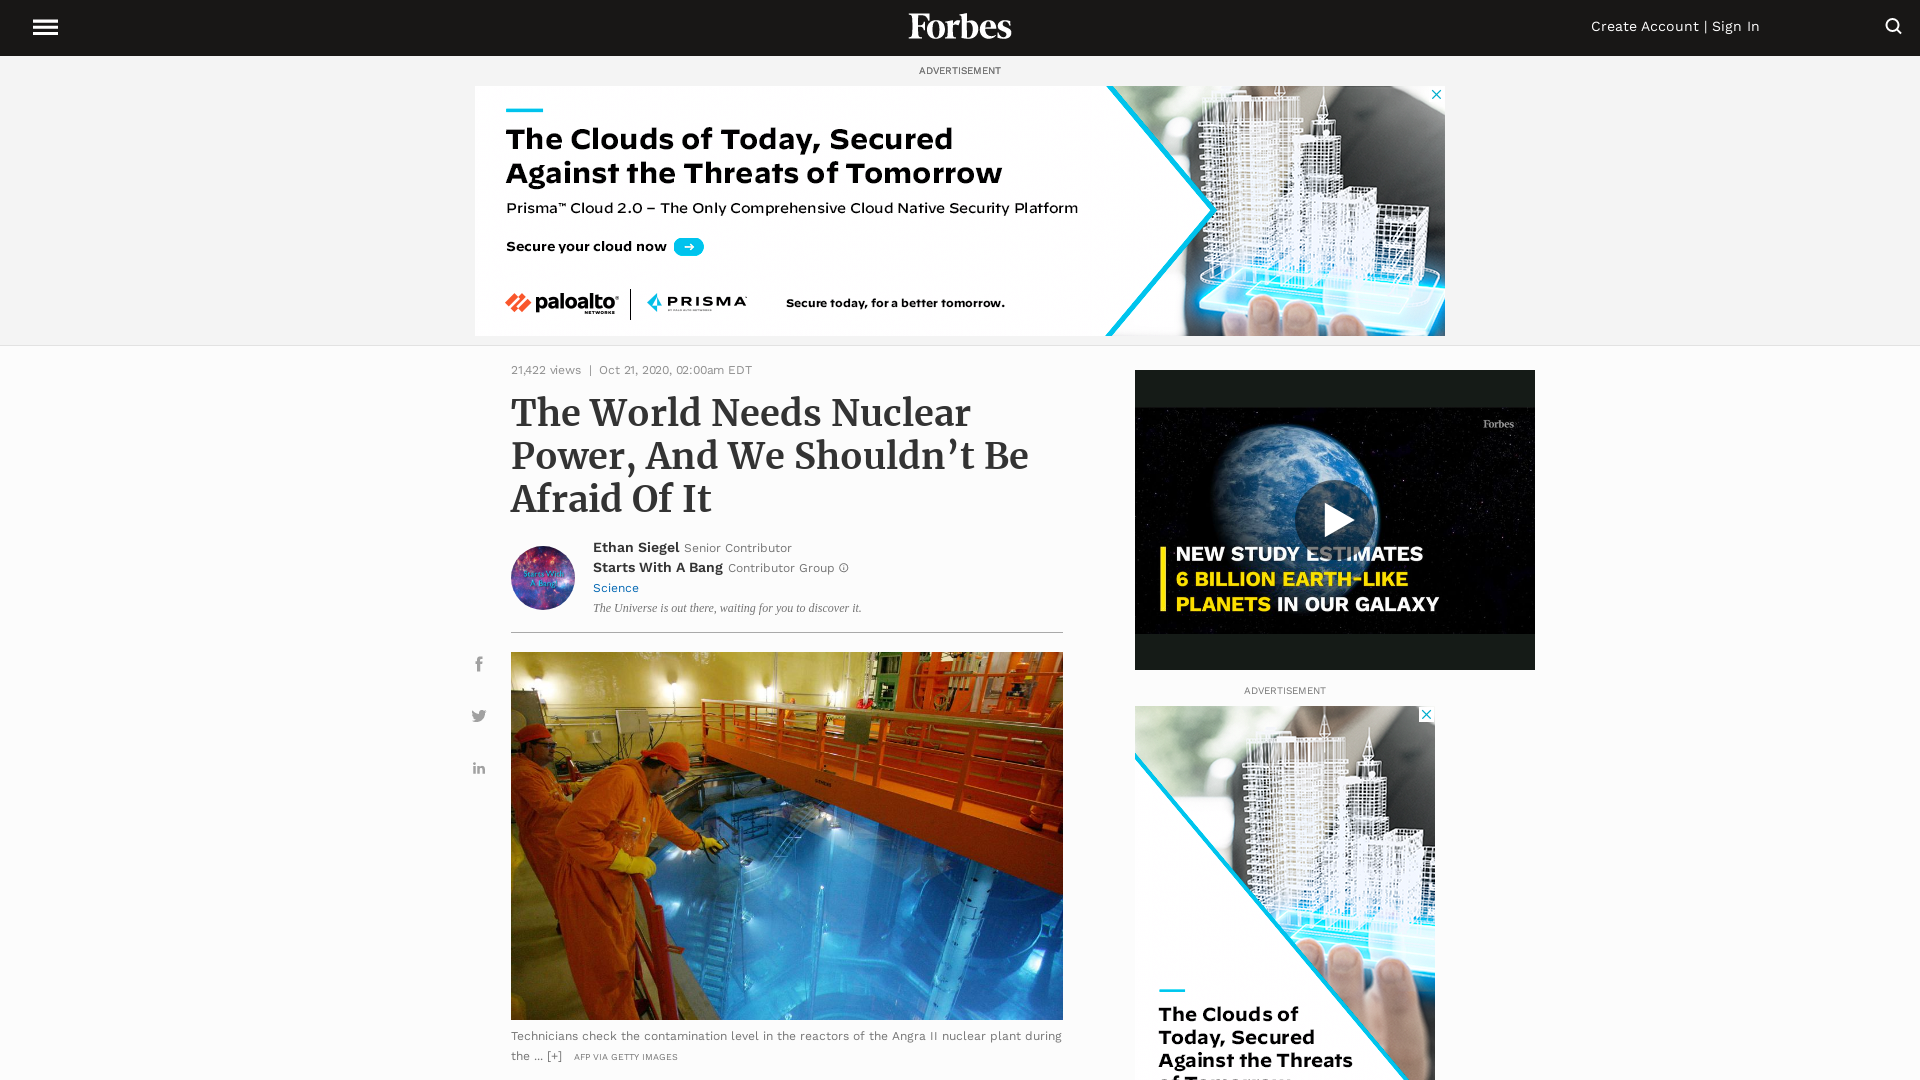 Forbes
Create Account | Sign In
ADVERTISEMENT
The Clouds of Today, Secured
Against the Threats of Tomorrow
Prisma™ Cloud 2.0 – The Only Comprehensive Cloud Native Security Platform
Secure your cloud now
paloalto®
NETWORKS
PRISMA
Secure today, for a better tomorrow.
21,422 views | Oct 21, 2020, 02:00am EDT
The World Needs Nuclear
Power, And We Shouldn’t Be
Afraid Of It
Starts With
A Bang
Ethan Siegel Senior Contributor
Starts With A Bang Contributor Group
Science
The Universe is out there, waiting for you to discover it.
Technicians check the contamination level in the reactors of the Angra II nuclear plant during
the ... [+] AFP VIA GETTY IMAGES
Forbes
NEW STUDY ESTIMATES
6 BILLION EARTH-LIKE
PLANETS IN OUR GALAXY
ADVERTISEMENT
The Clouds of
Today, Secured
Against the Threats
of Tomorrow